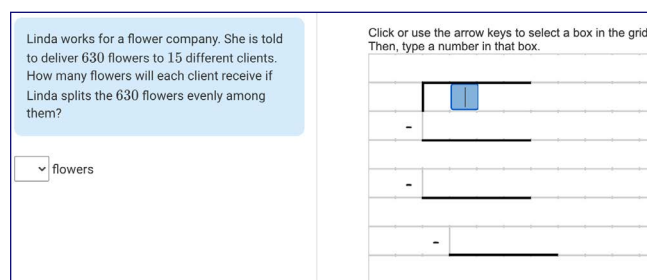 Linda works for a flower company. She is told
to deliver 630 flowers to 15 different clients.
How many flowers will each client receive if
Linda splits the 630 flowers evenly among
them?
flowers
Click or use the arrow keys to select a box in the grid
Then, type a number in that box.
-
-
-